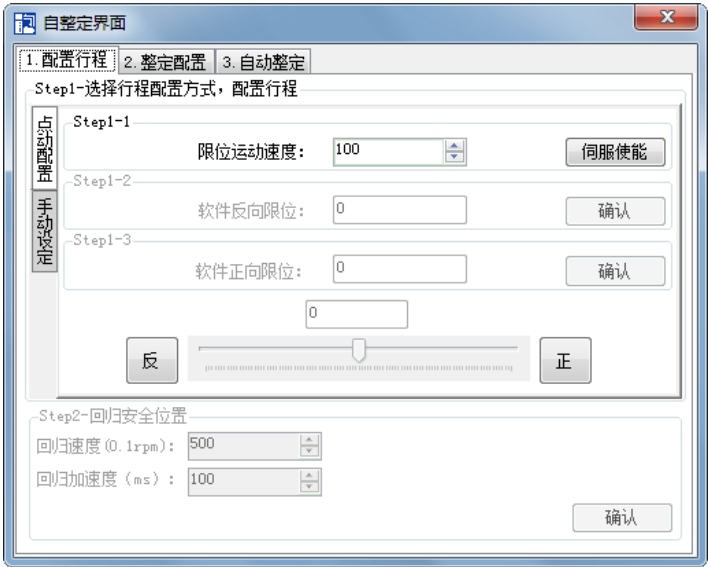 自整定界面
1.配置行程 2.整定配置 3.自动整定
Step1-选择行程配置方式，配置行程
点动配置
手动设定
Step1-1
限位运动速度： 100 伺服使能
Step1-2
软件反向限位： 0 确认
Step1-3
软件正向限位： 0 确认
0
反 正
Step2-回归安全位置
回归速度(0.1rpm)： 500
回归加速度（ms）： 100
确认